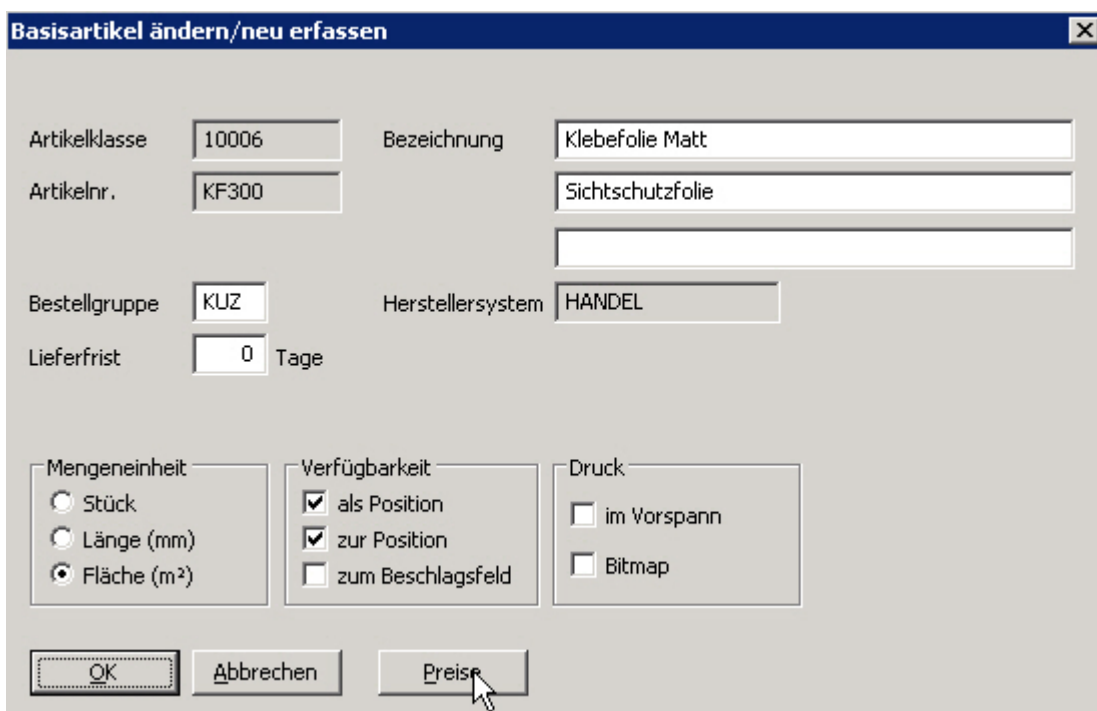 Basisartikel ändern/neu erfassen
Artikelklasse 10006 Bezeichnung Klebefolie Matt
Artikelnr. KF300 Sichtschutzfolie
Bestellgruppe KUZ Herstellersystem HANDEL
Lieferfrist 0 Tage
Mengeneinheit Verfügbarkeit Druck
Stück als Position im Vorspann
Länge (mm) zur Position
Fläche (m²) zum Beschlagsfeld Bitmap
OK Abbrechen Preise